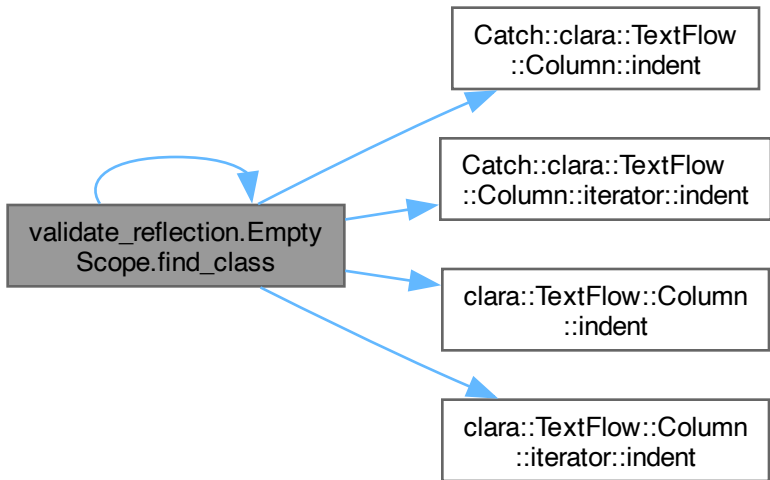 Catch::clara::TextFlow
::Column::indent
Catch::clara::TextFlow
::Column::iterator::indent
validate_reflection.Empty
Scope.find_class
clara::TextFlow::Column
::indent
clara::TextFlow::Column
::iterator::indent